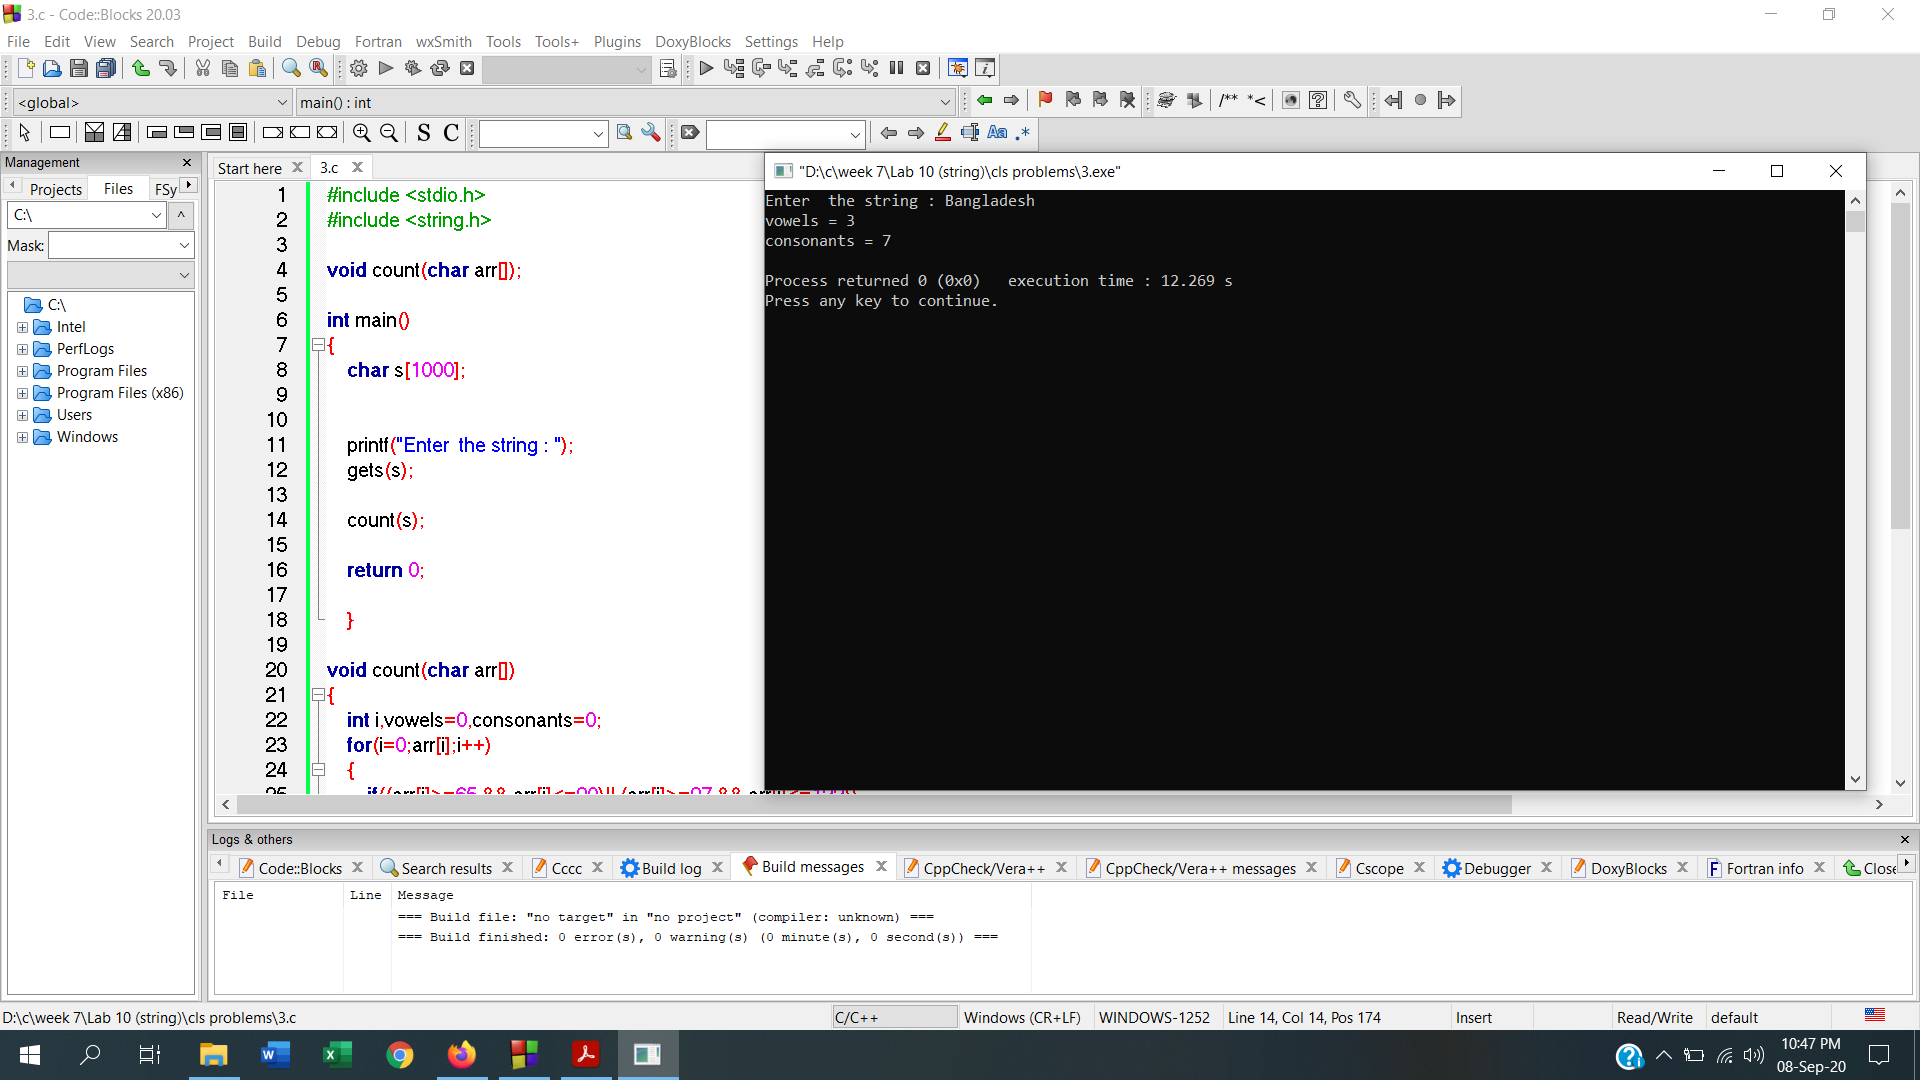 3.c - Code::Blocks 20.03
File Edit View Search Project Build Debug Fortran wxSmith Tools Tools+ Plugins DoxyBlocks Settings Help
<global> main() : int
/** *<
S C Aa .*
Management
Projects Files FSy
C:\
Mask:
C:\
Intel
PerfLogs
Program Files
Program Files (x86)
Users
Windows
Start here 3.c
1 #include <stdio.h>
2 #include <string.h>
3
4 void count(char arr[]);
5
6 int main()
7 {
8 char s[1000];
9
10
11 printf("Enter  the string : ");
12 gets(s);
13
14 count(s);
15
16 return 0;
17
18 }
19
20 void count(char arr[])
21 {
22 int i,vowels=0,consonants=0;
23 for(i=0;arr[i];i++)
24 {
25
"D:\c\week 7\Lab 10 (string)\cls problems\3.exe"
Enter  the string : Bangladesh
vowels = 3
consonants = 7
Process returned 0 (0x0)   execution time : 12.269 s
Press any key to continue.
Logs & others
Code::Blocks Search results Cccc Build log Build messages CppCheck/Vera++ CppCheck/Vera++ messages Cscope Debugger DoxyBlocks Fortran info Close
File Line Message
=== Build file: "no target" in "no project" (compiler: unknown) ===
=== Build finished: 0 error(s), 0 warning(s) (0 minute(s), 0 second(s)) ===
D:\c\week 7\Lab 10 (string)\cls problems\3.c C/C++ Windows (CR+LF) WINDOWS-1252 Line 14, Col 14, Pos 174 Insert Read/Write default
10:47 PM
08-Sep-20